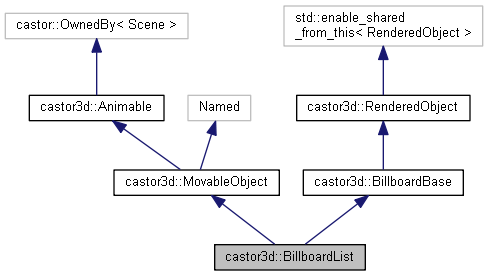 castor::OwnedBy< Scene >
std::enable_shared
_from_this< RenderedObject >
castor3d::Animable
Named
castor3d::RenderedObject
castor3d::MovableObject
castor3d::BillboardBase
castor3d::BillboardList